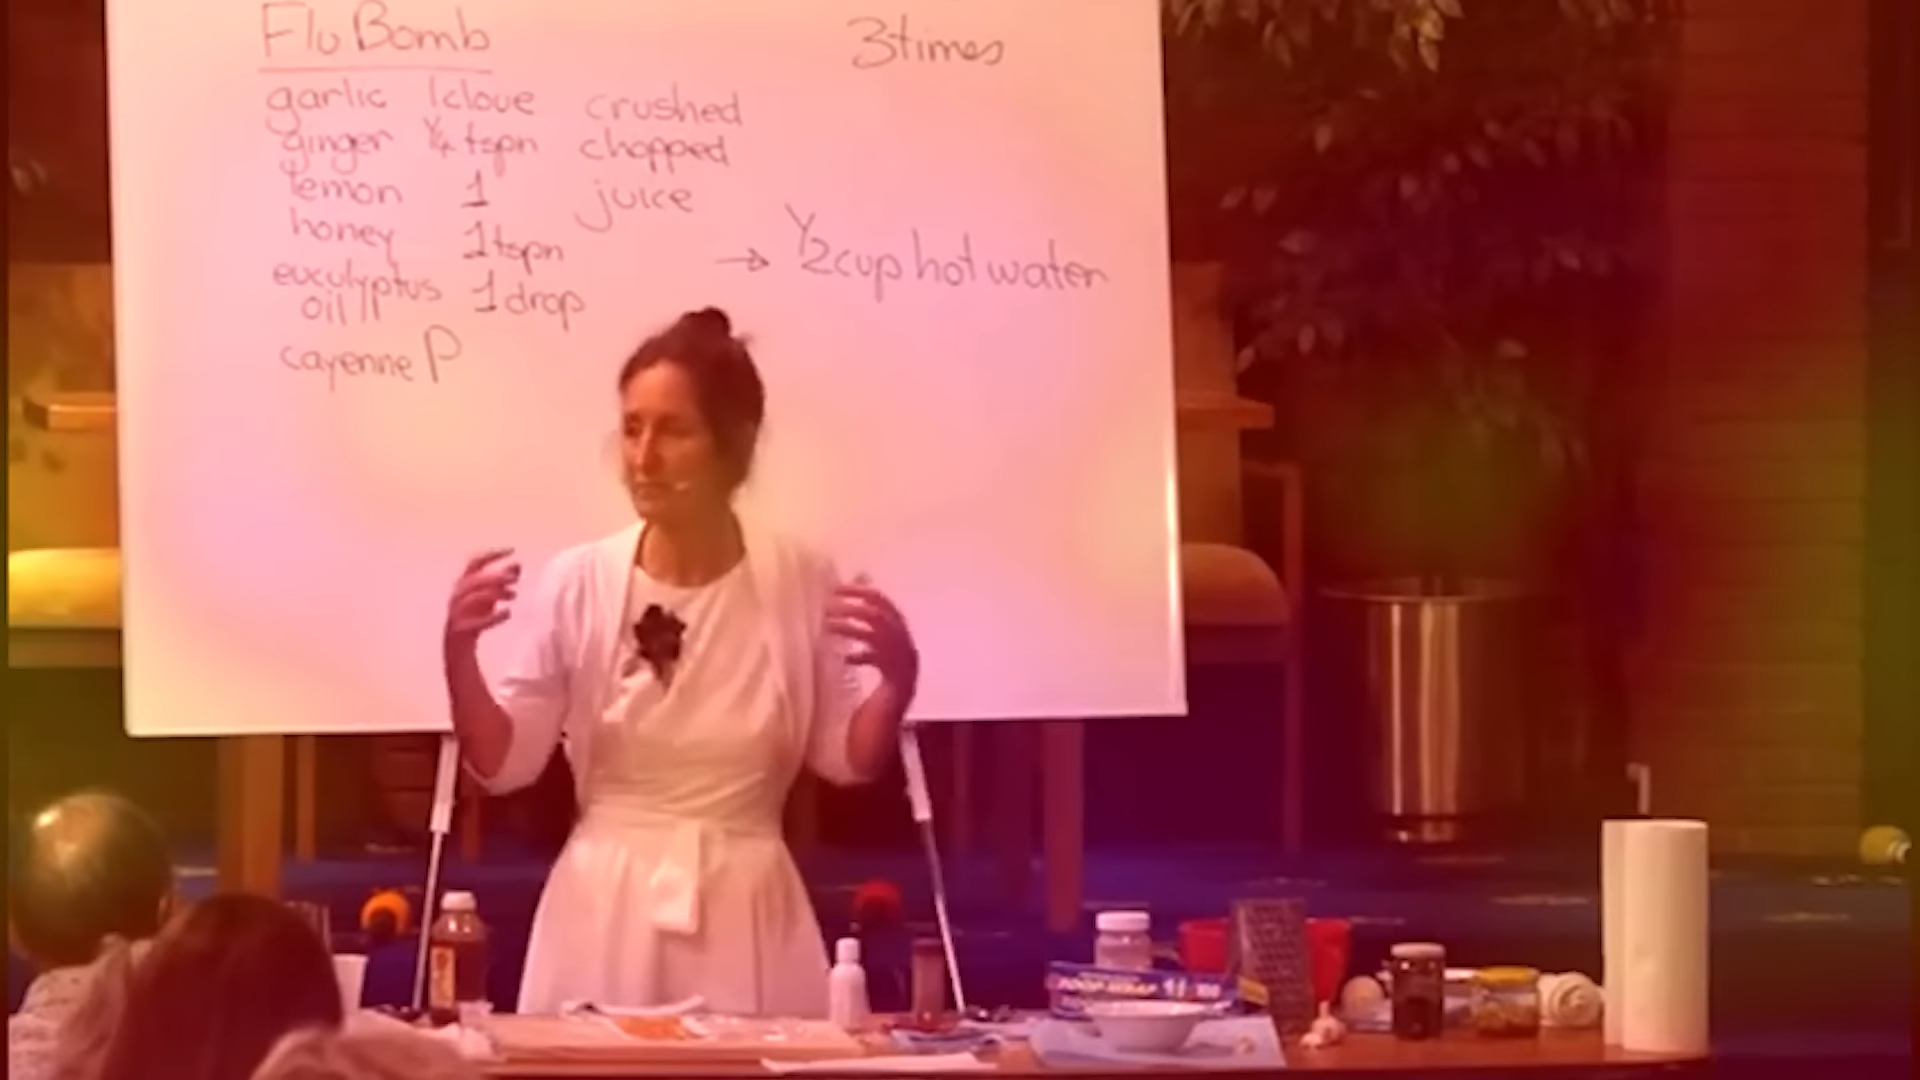 Flu Bomb
3times
garlic 1clove crushed
ginger 1/4 tspn chopped
lemon 1 juice
honey 1tspn
→ 1/2cup hot water
euculyptus 1drop
oil
cayenne P